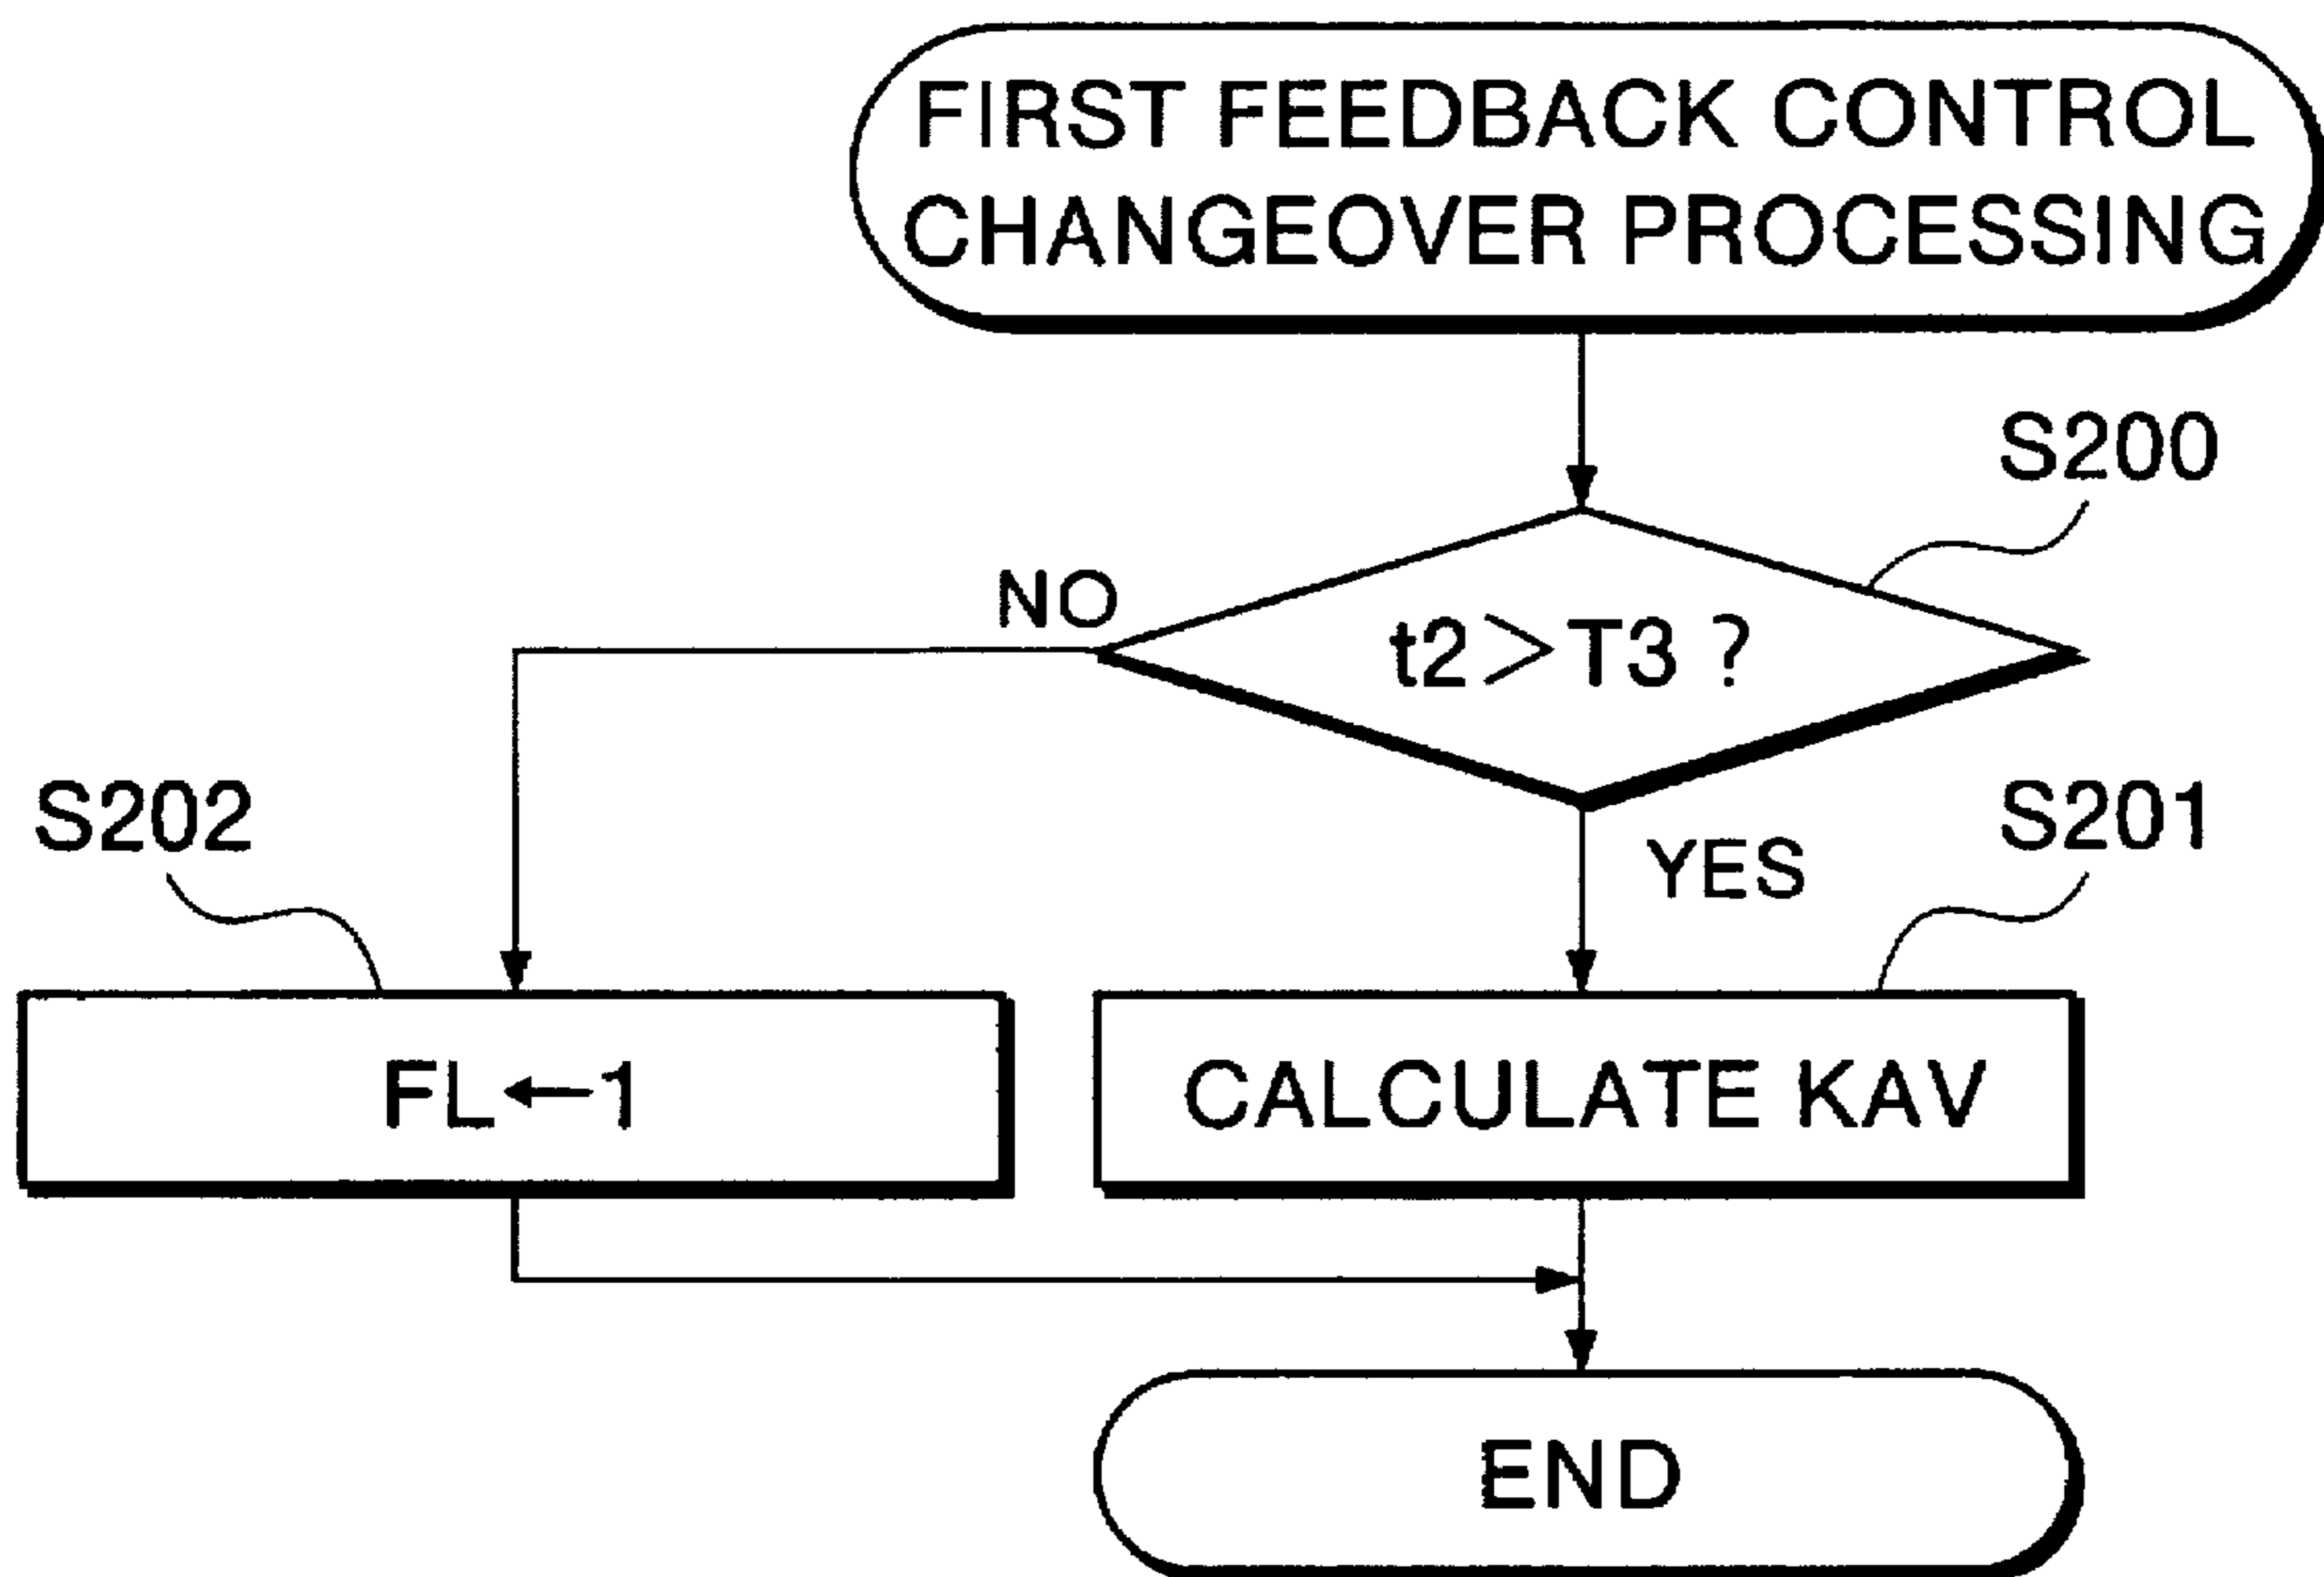 FIRST FEEDBACK CONTROL
CHANGEOVER PROCESSING
S200
NO
t2>T3 ?
S202
S201
YES
FL←1
CALCULATE KAV
END